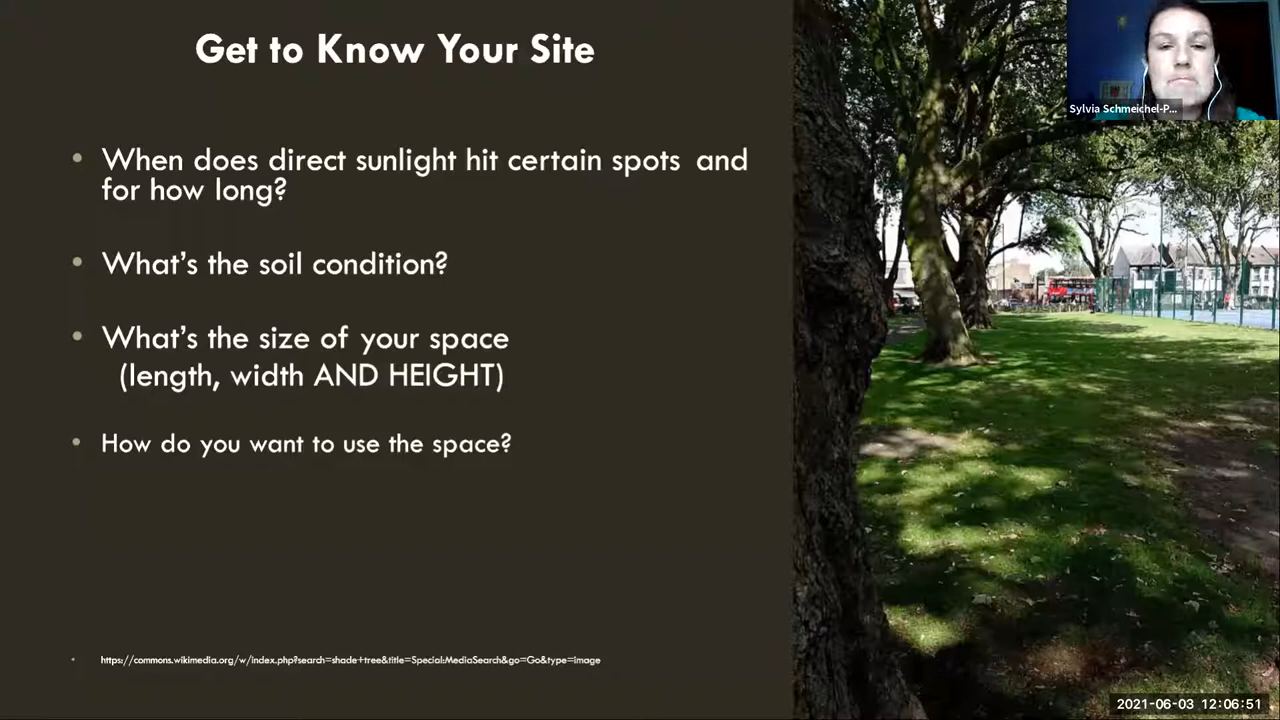 Get to Know Your Site
Sylvia Schmeichel-P...
• When does direct sunlight hit certain spots and
for how long?
• What's the soil condition?
• What's the size of your space
(length, width AND HEIGHT)
• How do you want to use the space?
• https://commons.wikimedia.org/w/index.php?search=shade+tree&title=Special:MediaSearch&go=Go&type=image
2021-06-03 12:06:51